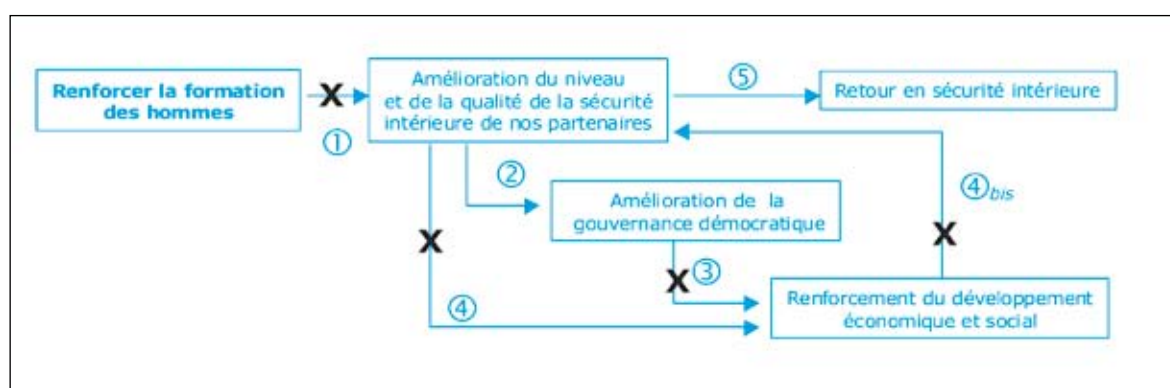 Renforcer la formation
des hommes
X
①
Amélioration du niveau
et de la qualité de la sécurité
intérieure de nos partenaires
⑤
Retour en sécurité intérieure
②
Amélioration de la
gouvernance démocratique
④bis
X
X
X
③
④
Renforcement du développement
économique et social